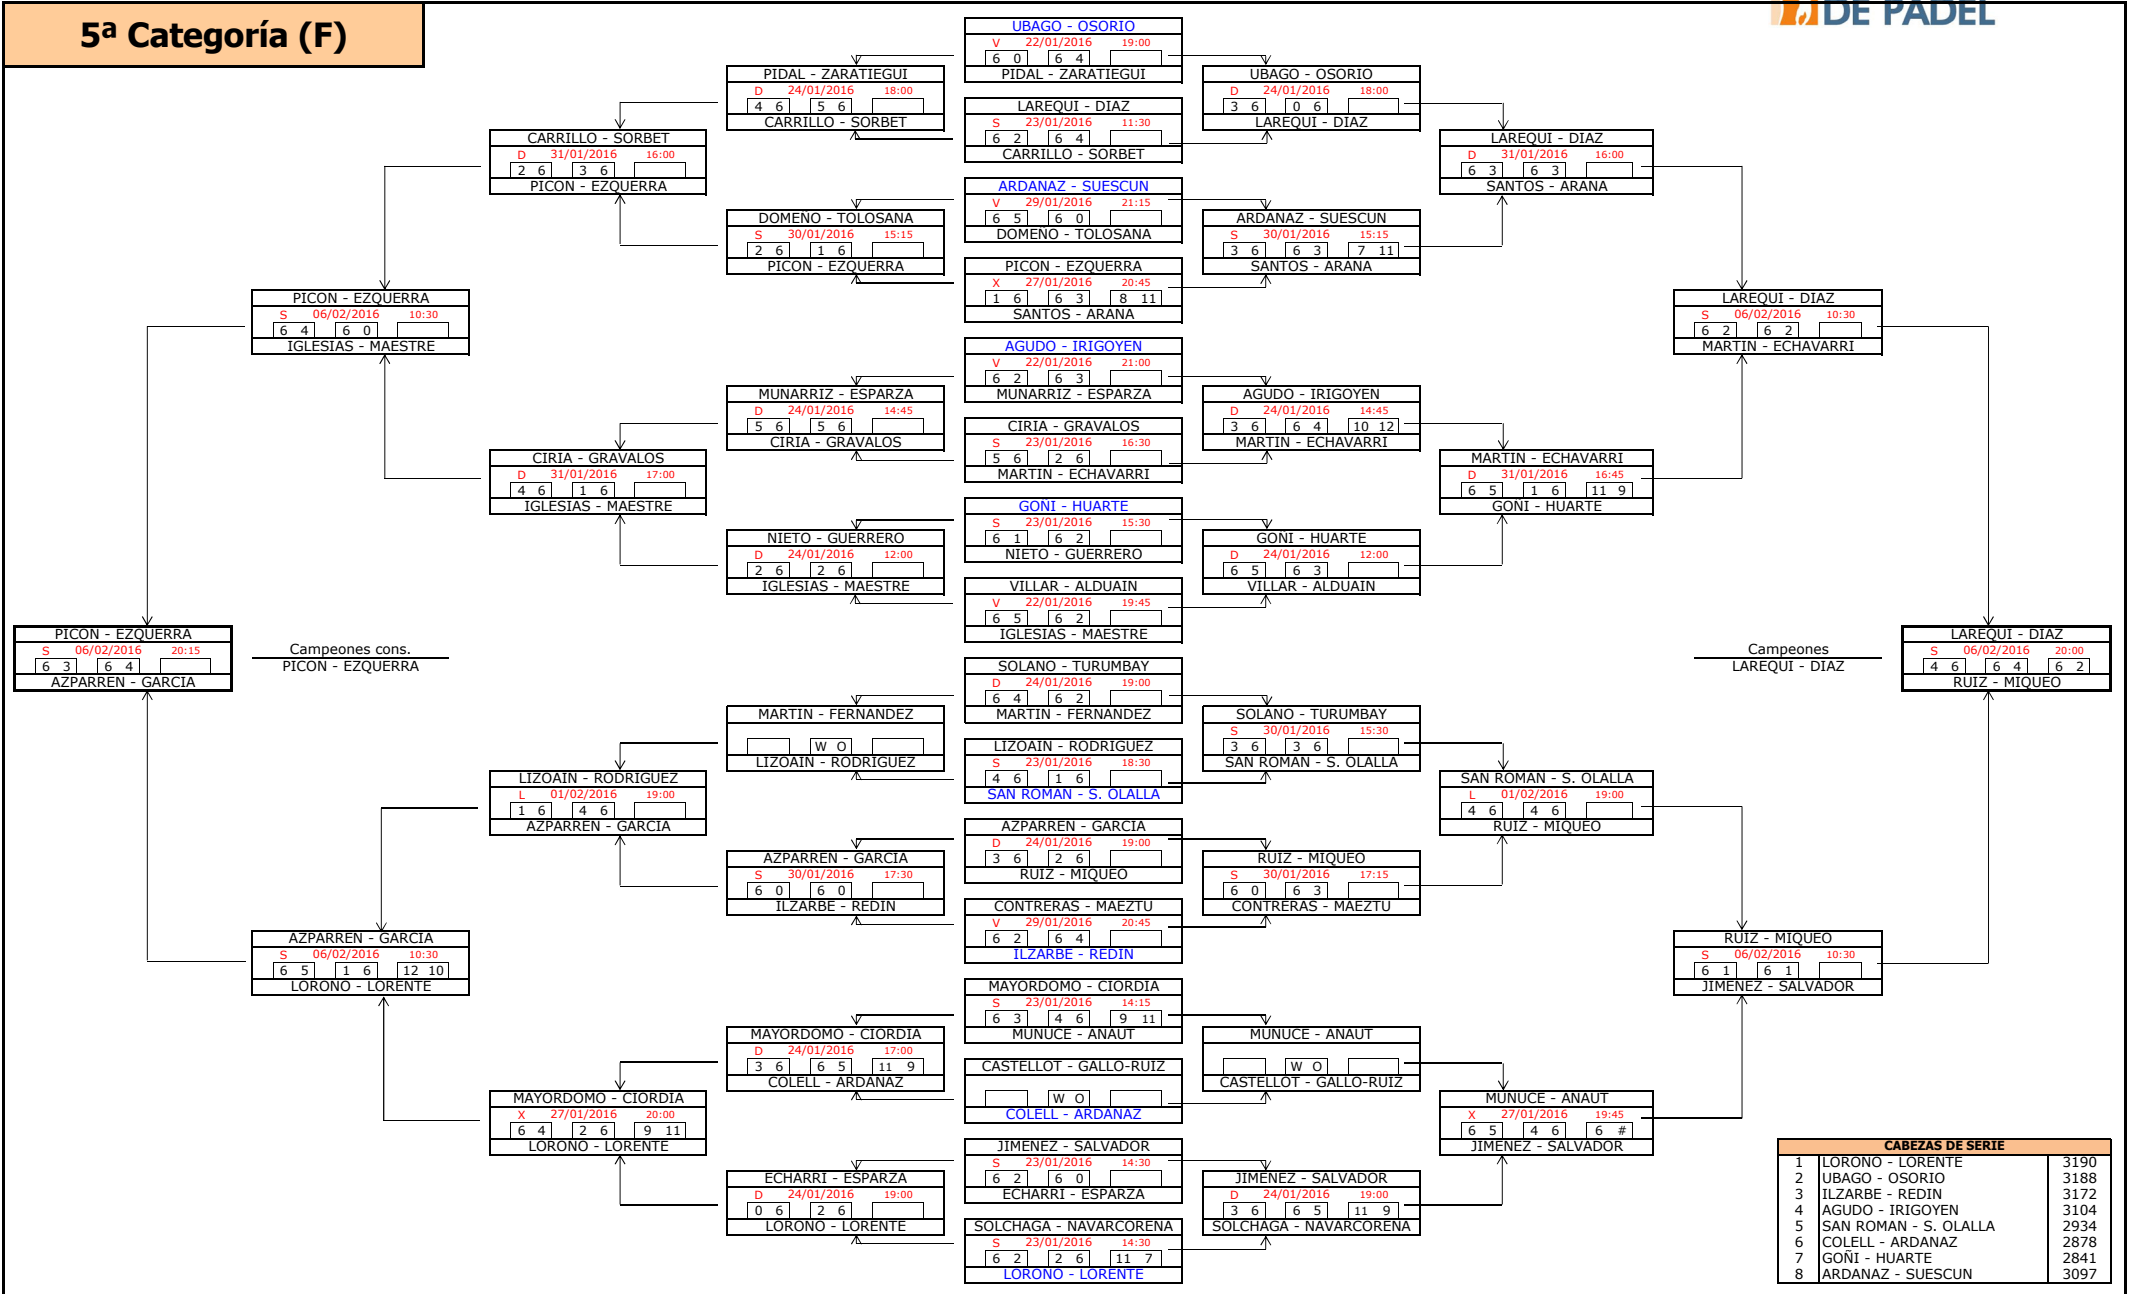 5ª Categoría (F)
DE PADEL
UBAGO - OSORIO
V 22/01/2016 19:00
6 0 6 4
PIDAL - ZARATIEGUI
LAREQUI - DIAZ
S 23/01/2016 11:30
6 2 6 4
CARRILLO - SORBET
ARDANAZ - SUESCUN
V 29/01/2016 21:15
6 5 6 0
DOMEÑO - TOLOSANA
PICON - EZQUERRA
X 27/01/2016 20:45
1 6 6 3 8 11
SANTOS - ARANA
AGUDO - IRIGOYEN
V 22/01/2016 21:00
6 2 6 3
MUNARRIZ - ESPARZA
CIRIA - GRAVALOS
S 23/01/2016 16:30
5 6 2 6
MARTIN - ECHAVARRI
GOÑI - HUARTE
S 23/01/2016 15:30
6 1 6 2
NIETO - GUERRERO
VILLAR - ALDUAIN
V 22/01/2016 19:45
6 5 6 2
IGLESIAS - MAESTRE
SOLANO - TURUMBAY
D 24/01/2016 19:00
6 4 6 2
MARTIN - FERNANDEZ
LIZOAIN - RODRIGUEZ
S 23/01/2016 18:30
4 6 1 6
SAN ROMAN - S. OLALLA
AZPARREN - GARCIA
D 24/01/2016 19:00
3 6 2 6
RUIZ - MIQUEO
CONTRERAS - MAEZTU
V 29/01/2016 20:45
6 2 6 4
ILZARBE - REDIN
MAYORDOMO - CIORDIA
S 23/01/2016 14:15
6 3 4 6 9 11
MUNUCE - ANAUT
CASTELLOT - GALLO-RUIZ
W O
COLELL - ARDANAZ
JIMENEZ - SALVADOR
S 23/01/2016 14:30
6 2 6 0
ECHARRI - ESPARZA
SOLCHAGA - NAVARCORENA
S 23/01/2016 14:30
6 2 2 6 11 7
LOROÑO - LORENTE
PIDAL - ZARATIEGUI
D 24/01/2016 18:00
4 6 5 6
CARRILLO - SORBET
DOMEÑO - TOLOSANA
S 30/01/2016 15:15
2 6 1 6
PICON - EZQUERRA
MUNARRIZ - ESPARZA
D 24/01/2016 14:45
5 6 5 6
CIRIA - GRAVALOS
NIETO - GUERRERO
D 24/01/2016 12:00
2 6 2 6
IGLESIAS - MAESTRE
MARTIN - FERNANDEZ
W O
LIZOAIN - RODRIGUEZ
AZPARREN - GARCIA
S 30/01/2016 17:30
6 0 6 0
ILZARBE - REDIN
MAYORDOMO - CIORDIA
D 24/01/2016 17:00
3 6 6 5 11 9
COLELL - ARDANAZ
ECHARRI - ESPARZA
D 24/01/2016 19:00
0 6 2 6
LOROÑO - LORENTE
CARRILLO - SORBET
D 31/01/2016 16:00
2 6 3 6
PICON - EZQUERRA
CIRIA - GRAVALOS
D 31/01/2016 17:00
4 6 1 6
IGLESIAS - MAESTRE
LIZOAIN - RODRIGUEZ
L 01/02/2016 19:00
1 6 4 6
AZPARREN - GARCIA
MAYORDOMO - CIORDIA
X 27/01/2016 20:00
6 4 2 6 9 11
LOROÑO - LORENTE
PICON - EZQUERRA
S 06/02/2016 10:30
6 4 6 0
IGLESIAS - MAESTRE
AZPARREN - GARCIA
S 06/02/2016 10:30
6 5 1 6 12 10
LOROÑO - LORENTE
PICON - EZQUERRA
S 06/02/2016 20:15
6 3 6 4
AZPARREN - GARCIA
Campeones cons.
PICON - EZQUERRA
UBAGO - OSORIO
D 24/01/2016 18:00
3 6 0 6
LAREQUI - DIAZ
ARDANAZ - SUESCUN
S 30/01/2016 15:15
3 6 6 3 7 11
SANTOS - ARANA
AGUDO - IRIGOYEN
D 24/01/2016 14:45
3 6 6 4 10 12
MARTIN - ECHAVARRI
GOÑI - HUARTE
D 24/01/2016 12:00
6 5 6 3
VILLAR - ALDUAIN
SOLANO - TURUMBAY
S 30/01/2016 15:30
3 6 3 6
SAN ROMAN - S. OLALLA
RUIZ - MIQUEO
S 30/01/2016 17:15
6 0 6 3
CONTRERAS - MAEZTU
MUNUCE - ANAUT
W O
CASTELLOT - GALLO-RUIZ
JIMENEZ - SALVADOR
D 24/01/2016 19:00
3 6 6 5 11 9
SOLCHAGA - NAVARCORENA
LAREQUI - DIAZ
D 31/01/2016 16:00
6 3 6 3
SANTOS - ARANA
MARTIN - ECHAVARRI
D 31/01/2016 16:45
6 5 1 6 11 9
GOÑI - HUARTE
SAN ROMAN - S. OLALLA
L 01/02/2016 19:00
4 6 4 6
RUIZ - MIQUEO
MUNUCE - ANAUT
X 27/01/2016 19:45
6 5 4 6 6 #
JIMENEZ - SALVADOR
LAREQUI - DIAZ
S 06/02/2016 10:30
6 2 6 2
MARTIN - ECHAVARRI
RUIZ - MIQUEO
S 06/02/2016 10:30
6 1 6 1
JIMENEZ - SALVADOR
Campeones
LAREQUI - DIAZ
LAREQUI - DIAZ
S 06/02/2016 20:00
4 6 6 4 6 2
RUIZ - MIQUEO
CABEZAS DE SERIE
1 LOROÑO - LORENTE 3190
2 UBAGO - OSORIO 3188
3 ILZARBE - REDIN 3172
4 AGUDO - IRIGOYEN 3104
5 SAN ROMAN - S. OLALLA 2934
6 COLELL - ARDANAZ 2878
7 GOÑI - HUARTE 2841
8 ARDANAZ - SUESCUN 3097